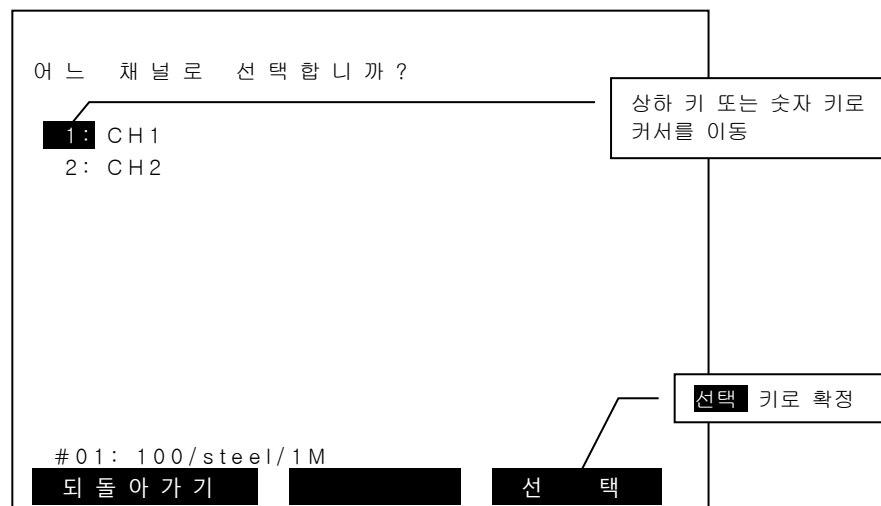 어느 채널로 선택합니까?
상하 키 또는 숫자 키로
커서를 이동
1: CH1
2: CH2
선택 키로 확정
#01: 100/steel/1M
되돌아가기 선 택